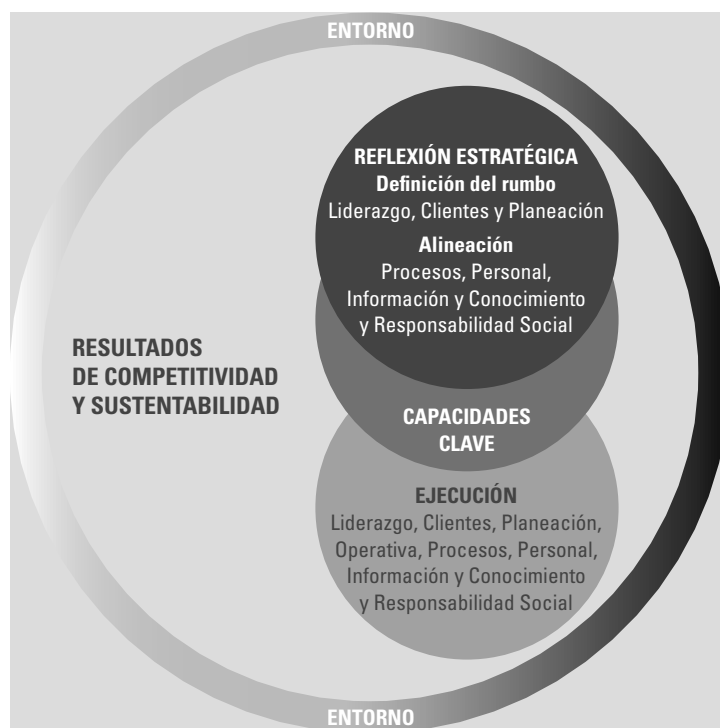 ENTORNO
REFLEXIÓN ESTRATÉGICA
Definición del rumbo
Liderazgo, Clientes y Planeación
Alineación
Procesos, Personal,
Información y Conocimiento
y Responsabilidad Social
RESULTADOS
DE COMPETITIVIDAD
Y SUSTENTABILIDAD
CAPACIDADES
CLAVE
EJECUCIÓN
Liderazgo, Clientes, Planeación,
Operativa, Procesos, Personal,
Información y Conocimiento
y Responsabilidad Social
ENTORNO